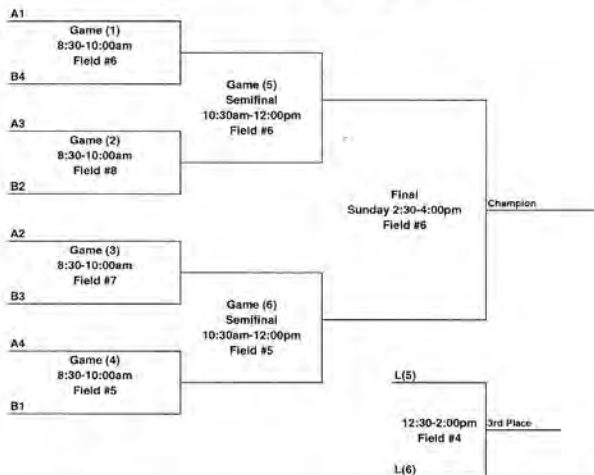 A1
Game (1)
8:30-10:00am
Field #6
B4
A3
Game (2)
8:30-10:00am
Field #8
B2
A2
Game (3)
8:30-10:00am
Field #7
B3
A4
Game (4)
8:30-10:00am
Field #5
B1
Game (5)
Semifinal
10:30am-12:00pm
Field #6
Game (6)
Semifinal
10:30am-12:00pm
Field #5
Final
Sunday 2:30-4:00pm
Field #6
Champion
L(5)
12:30-2:00pm
Field #4
3rd Place
L(6)